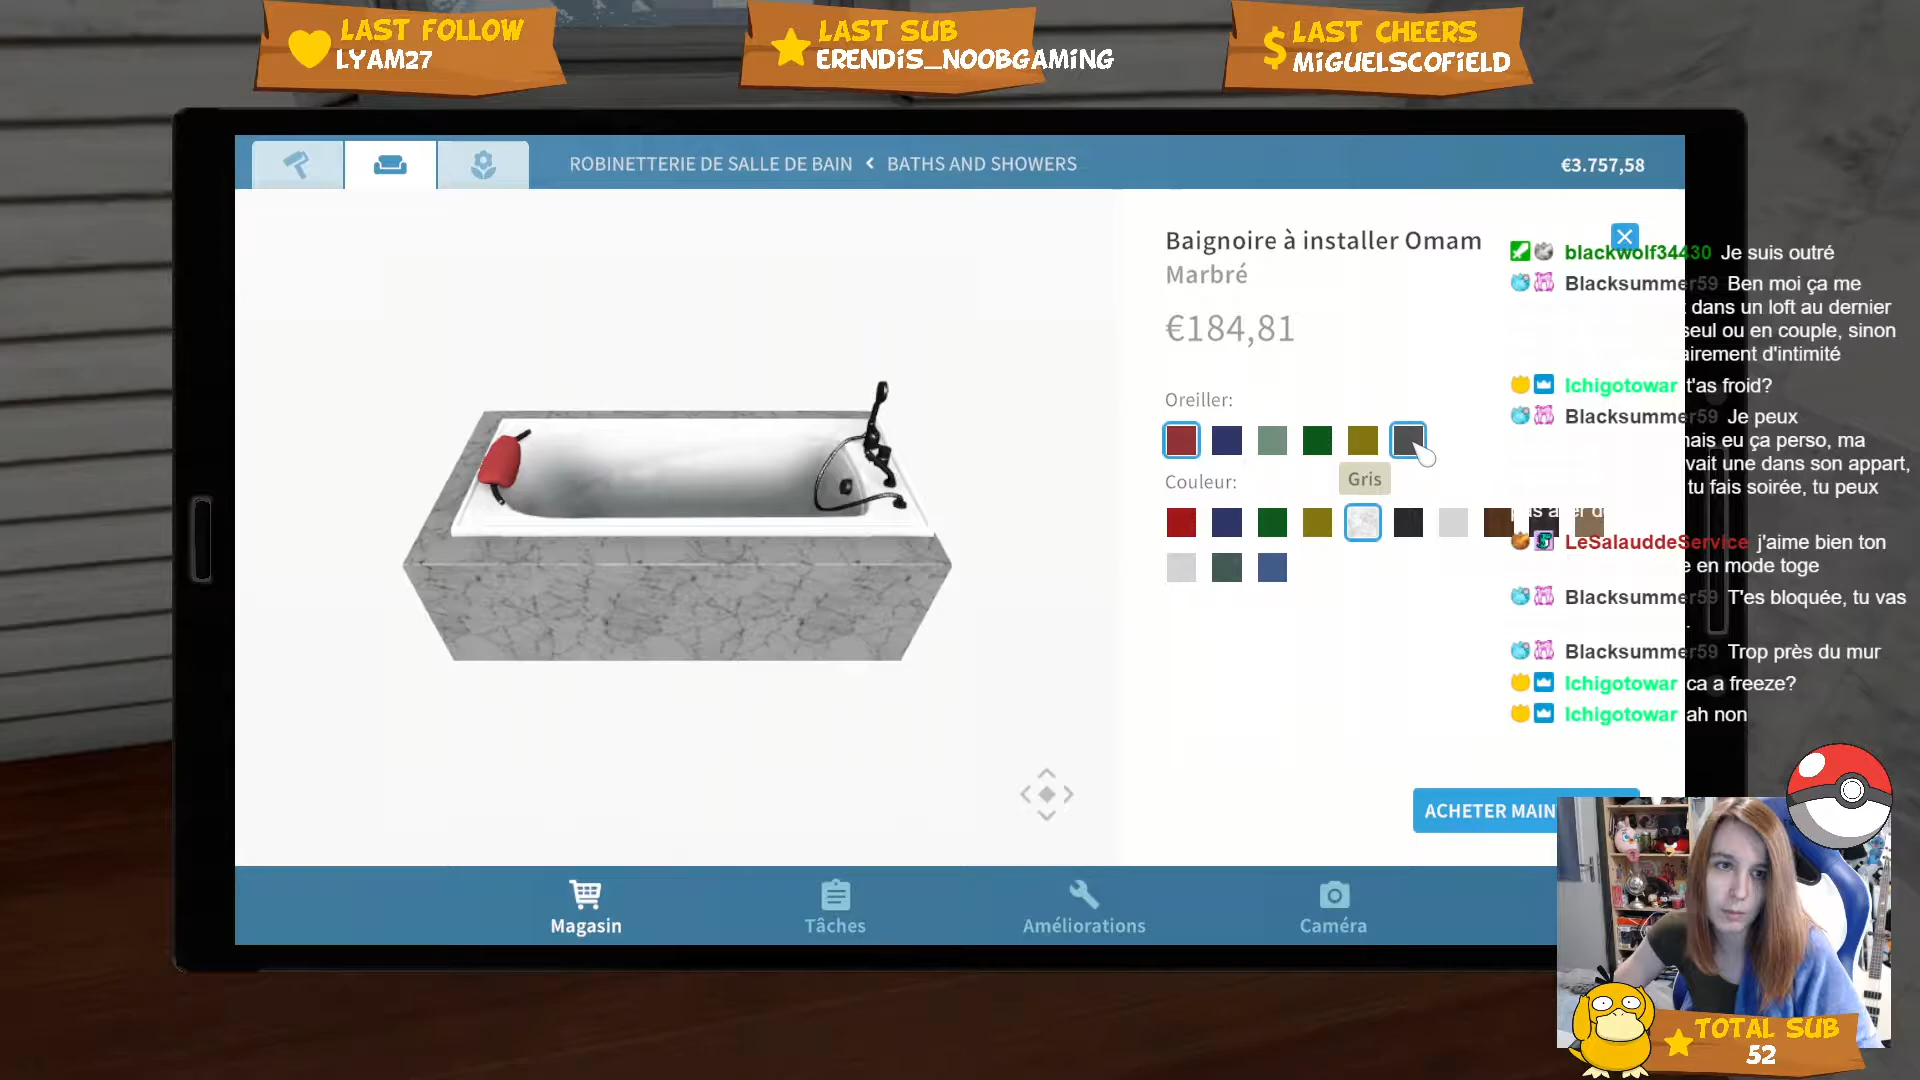 LAST FOLLOW
LYAM27
LAST SUB
ERENDIS_NOOBGAMING
LAST CHEERS
MIGUELSCOFIELD
ROBINETTERIE DE SALLE DE BAIN < BATHS AND SHOWERS
€3.757,58
Baignoire à installer Omam
Marbré
€184,81
Oreiller:
Gris
Couleur:
blackwolf34430 Je suis outré
Blacksummer59 Ben moi ça me
dans un loft au dernier
seul ou en couple, sinon
airement d'intimité
Ichigotowar t'as froid?
Blacksummer59 Je peux
mais eu ça perso, ma
vait une dans son appart,
tu fais soirée, tu peux
pas aller d
LeSalauddeService j'aime bien ton
e en mode toge
Blacksummer59 T'es bloquée, tu vas
.
Blacksummer59 Trop près du mur
Ichigotowar ca a freeze?
Ichigotowar ah non
ACHETER MAIN
Magasin
Tâches
Améliorations
Caméra
TOTAL SUB
52